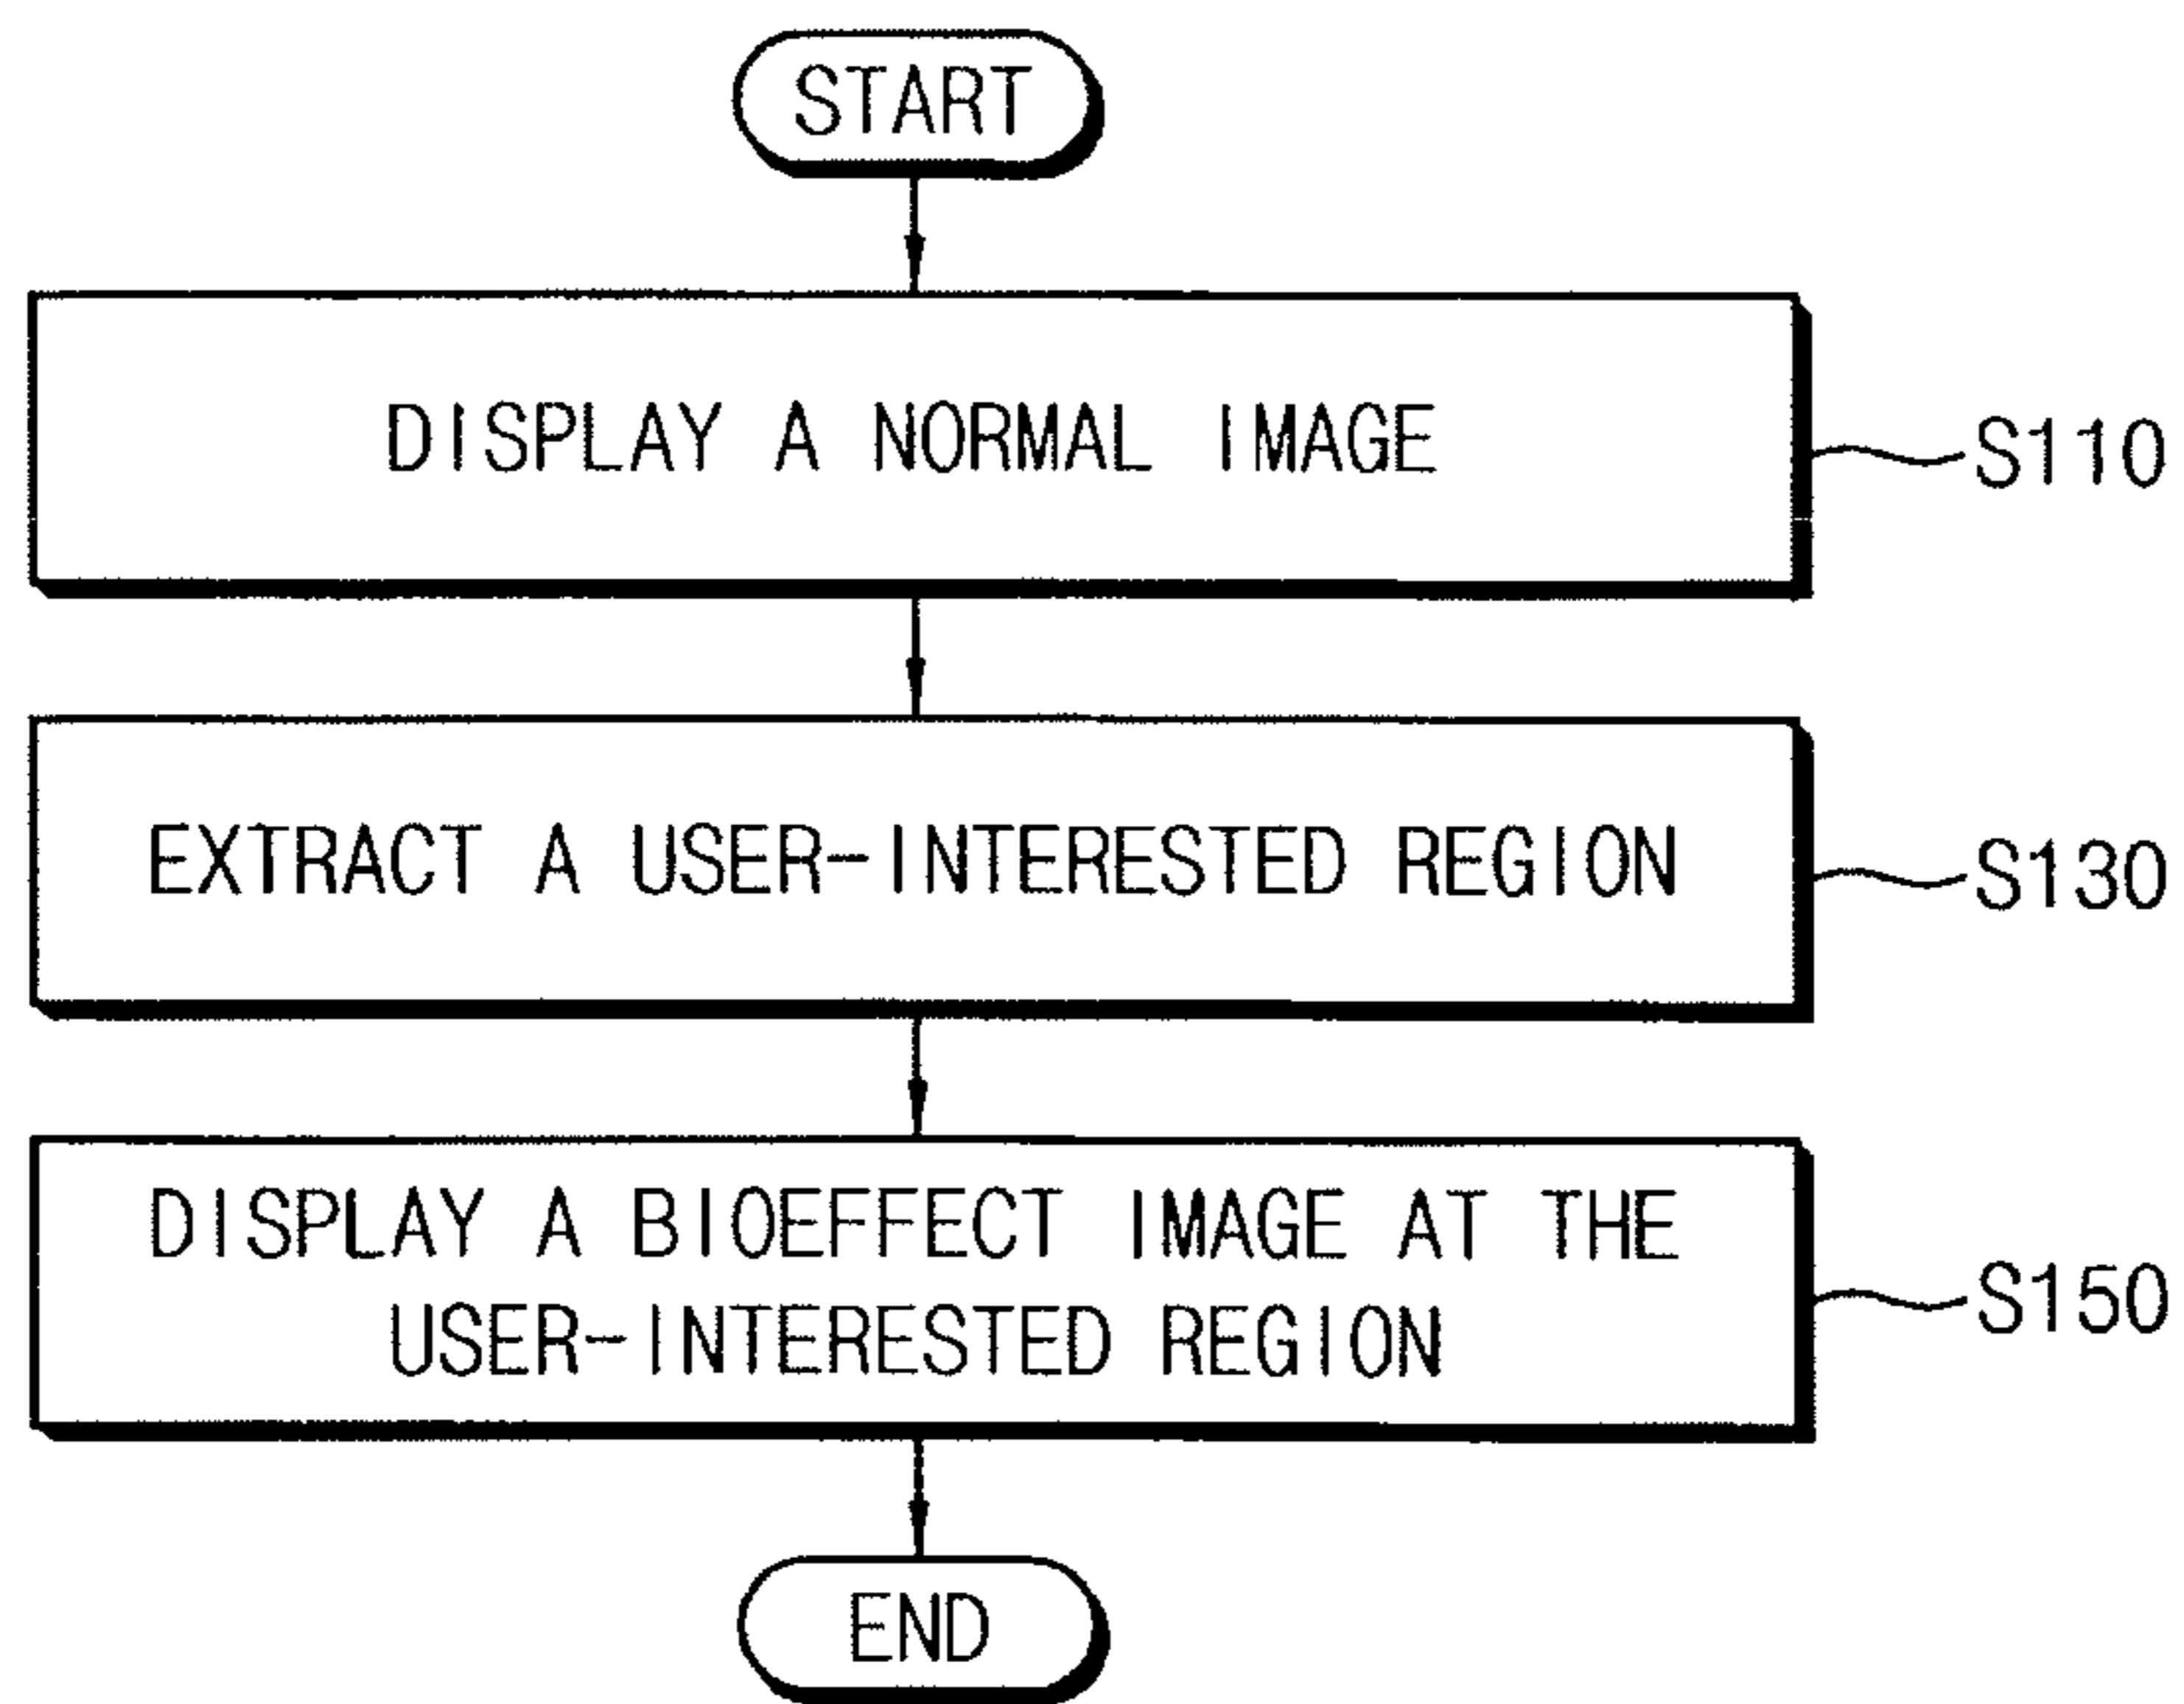 START
DISPLAY A NORMAL IMAGE
S110
EXTRACT A USER-INTERESTED REGION
S130
DISPLAY A BIOEFFECT IMAGE AT THE
USER-INTERESTED REGION
S150
END